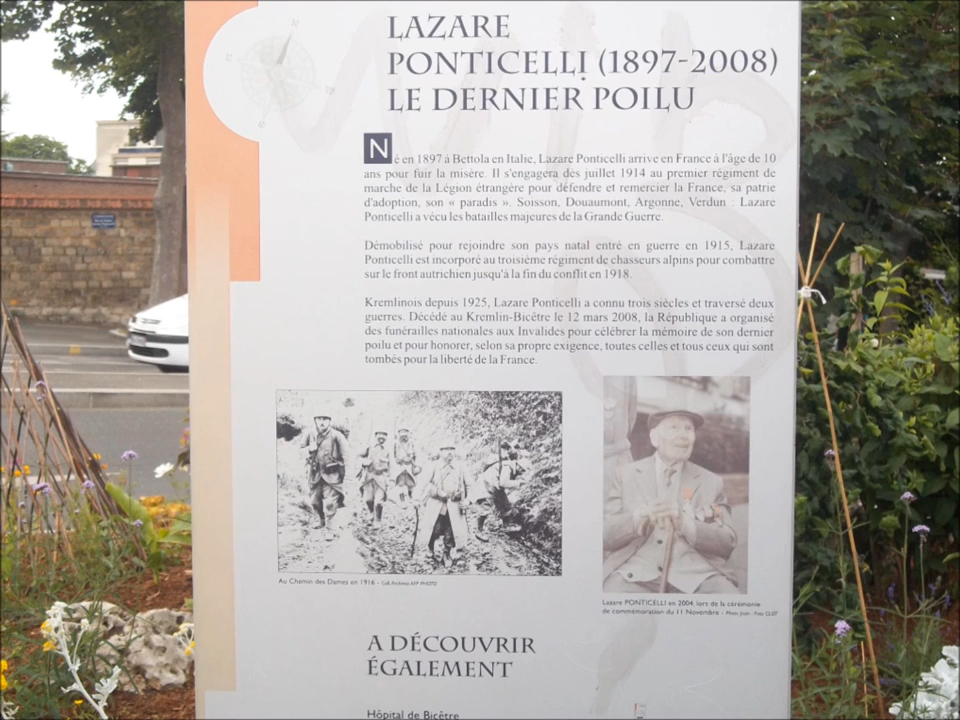 LAZARE
PONTICELLI (1897-2008)
LE DERNIER POILU
Né en 1897 à Bettola en Italie, Lazare Ponticelli arrive en France à l'âge de 10
ans pour fuir la misère. Il s'engagera dès juillet 1914 au premier régiment de
marche de la Légion étrangère pour défendre et remercier la France, sa patrie
d'adoption, son « paradis ». Soisson, Douaumont, Argonne, Verdun : Lazare
Ponticelli a vécu les batailles majeures de la Grande Guerre.
Démobilisé pour rejoindre son pays natal entré en guerre en 1915, Lazare
Ponticelli est incorporé au troisième régiment de chasseurs alpins pour combattre
sur le front autrichien jusqu'à la fin du conflit en 1918.
Kremlinois depuis 1925, Lazare Ponticelli a connu trois siècles et traversé deux
guerres. Décédé au Kremlin-Bicêtre le 12 mars 2008, la République a organisé
des funérailles nationales aux Invalides pour célébrer la mémoire de son dernier
poilu et pour honorer, selon sa propre exigence, toutes celles et tous ceux qui sont
tombés pour la liberté de la France.
Au Chemin des Dames en 1916 - Coll. Archives AFP PHOTO
Lazare PONTICELLI en 2004, lors de la cérémonie
de commémoration du 11 Novembre - Photo
A DÉCOUVRIR
ÉGALEMENT
Hôpital de Bicêtre